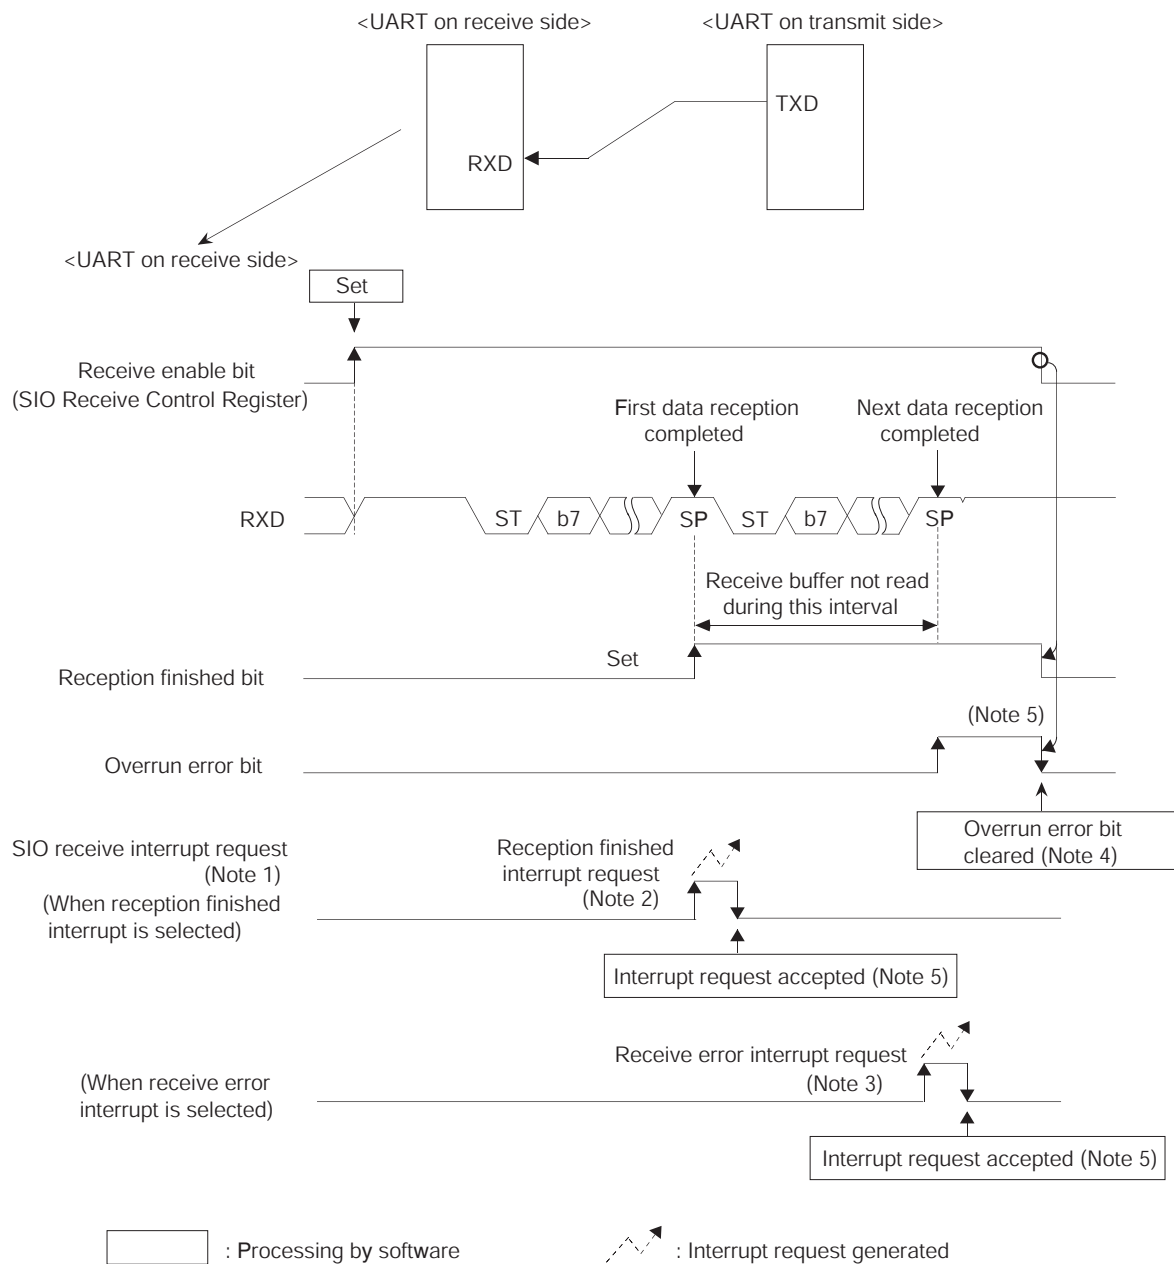 <UART on receive side>
<UART on transmit side>
TXD
RXD
<UART on receive side>
Set
Receive enable bit
(SIO Receive Control Register)
First data reception
completed
Next data reception
completed
RXD
ST
b7
SP
ST
b7
SP
Receive buffer not read
during this interval
Set
Reception finished bit
(Note 5)
Overrun error bit
Overrun error bit
cleared (Note 4)
SIO receive interrupt request
(Note 1)
(When reception finished
interrupt is selected)
Reception finished
interrupt request
(Note 2)
Interrupt request accepted (Note 5)
Receive error interrupt request
(Note 3)
(When receive error
interrupt is selected)
Interrupt request accepted (Note 5)
: Processing by software
: Interrupt request generated